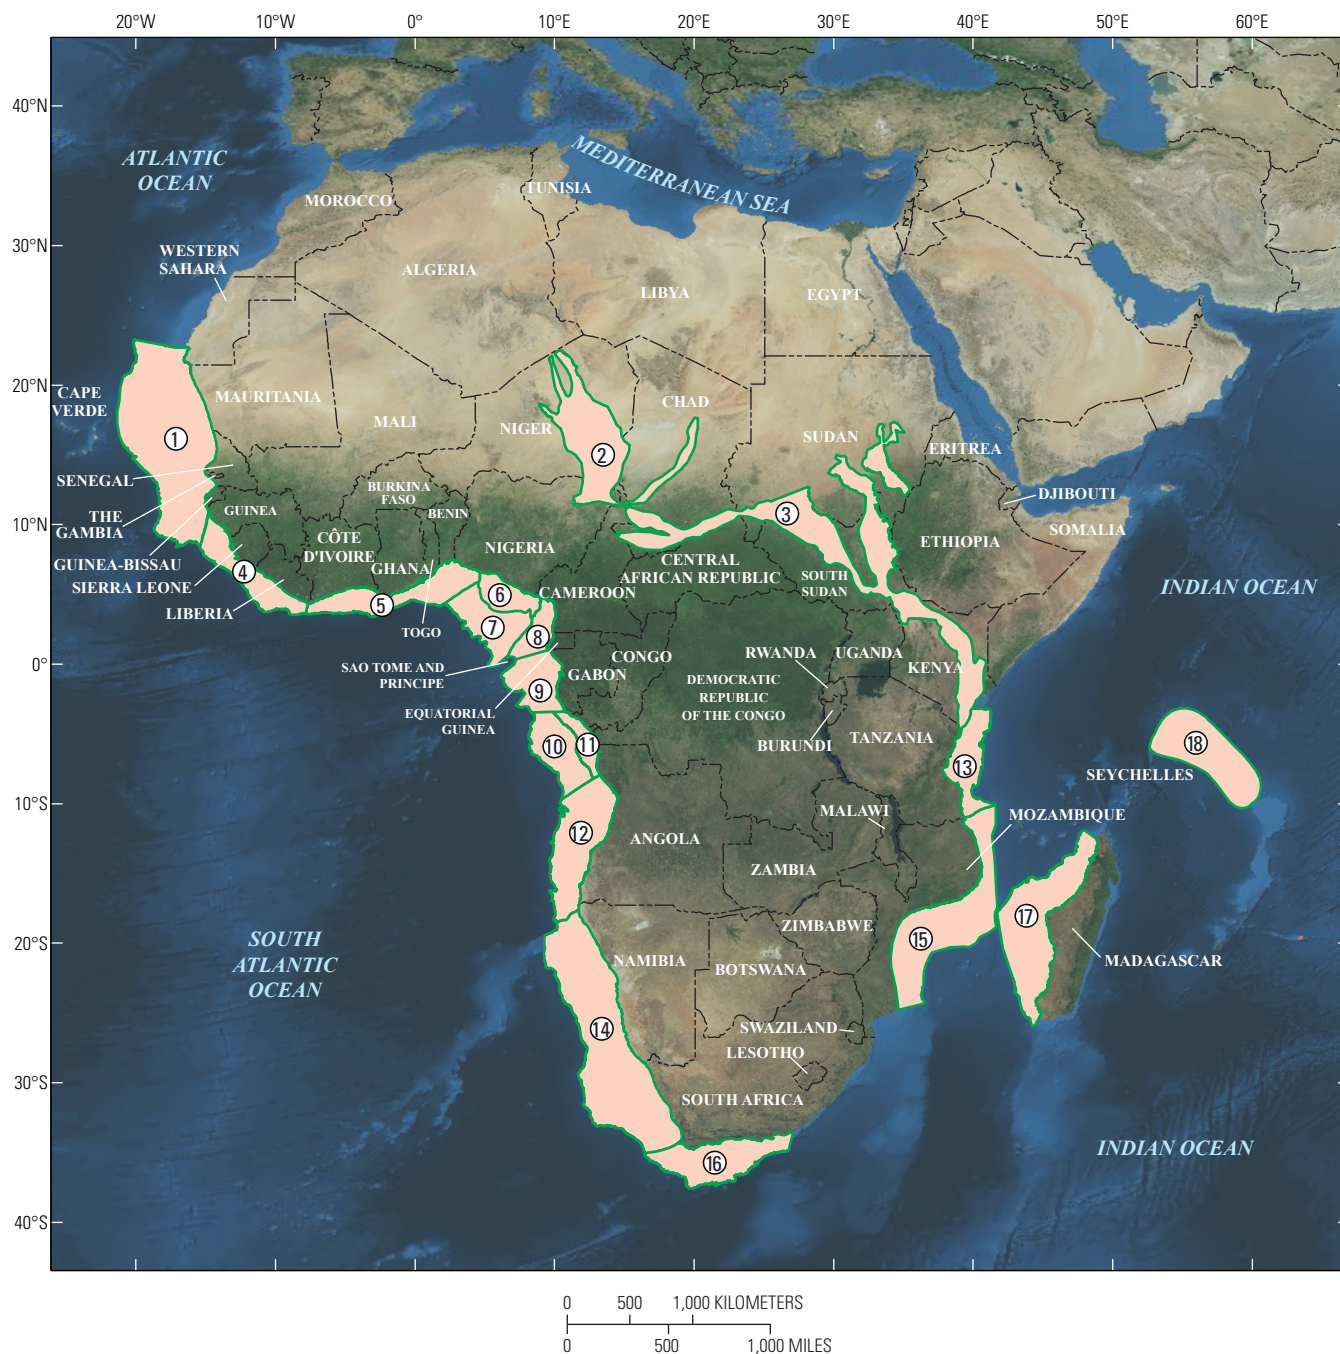 20°W
10°W
0°
10°E
20°E
30°E
40°E
50°E
60°E
40°N
30°N
20°N
10°N
0°
10°S
20°S
30°S
40°S
ATLANTIC
OCEAN
MEDITERRANEAN SEA
TUNISIA
MOROCCO
WESTERN
SAHARA
ALGERIA
LIBYA
EGYPT
CAPE
VERDE
MAURITANIA
MALI
NIGER
CHAD
SUDAN
ERITREA
1
2
SENEGAL
THE
GAMBIA
GUINEA-BISSAU
SIERRA LEONE
LIBERIA
GUINEA
CÔTE
D'IVOIRE
BURKINA
FASO
BENIN
GHANA
TOGO
NIGERIA
3
CENTRAL
AFRICAN REPUBLIC
SOUTH
SUDAN
ETHIOPIA
DJIBOUTI
SOMALIA
INDIAN OCEAN
4
5
6
7
8
CAMEROON
SAO TOME AND
PRINCIPE
EQUATORIAL
GUINEA
9
GABON
CONGO
DEMOCRATIC
REPUBLIC
OF THE CONGO
RWANDA
UGANDA
KENYA
BURUNDI
TANZANIA
10
11
13
18
SEYCHELLES
MALAWI
MOZAMBIQUE
12
ANGOLA
ZAMBIA
ZIMBABWE
15
17
MADAGASCAR
SOUTH
ATLANTIC
OCEAN
NAMIBIA
BOTSWANA
14
SWAZILAND
LESOTHO
SOUTH AFRICA
16
INDIAN OCEAN
0 500 1,000 KILOMETERS
0 500 1,000 MILES